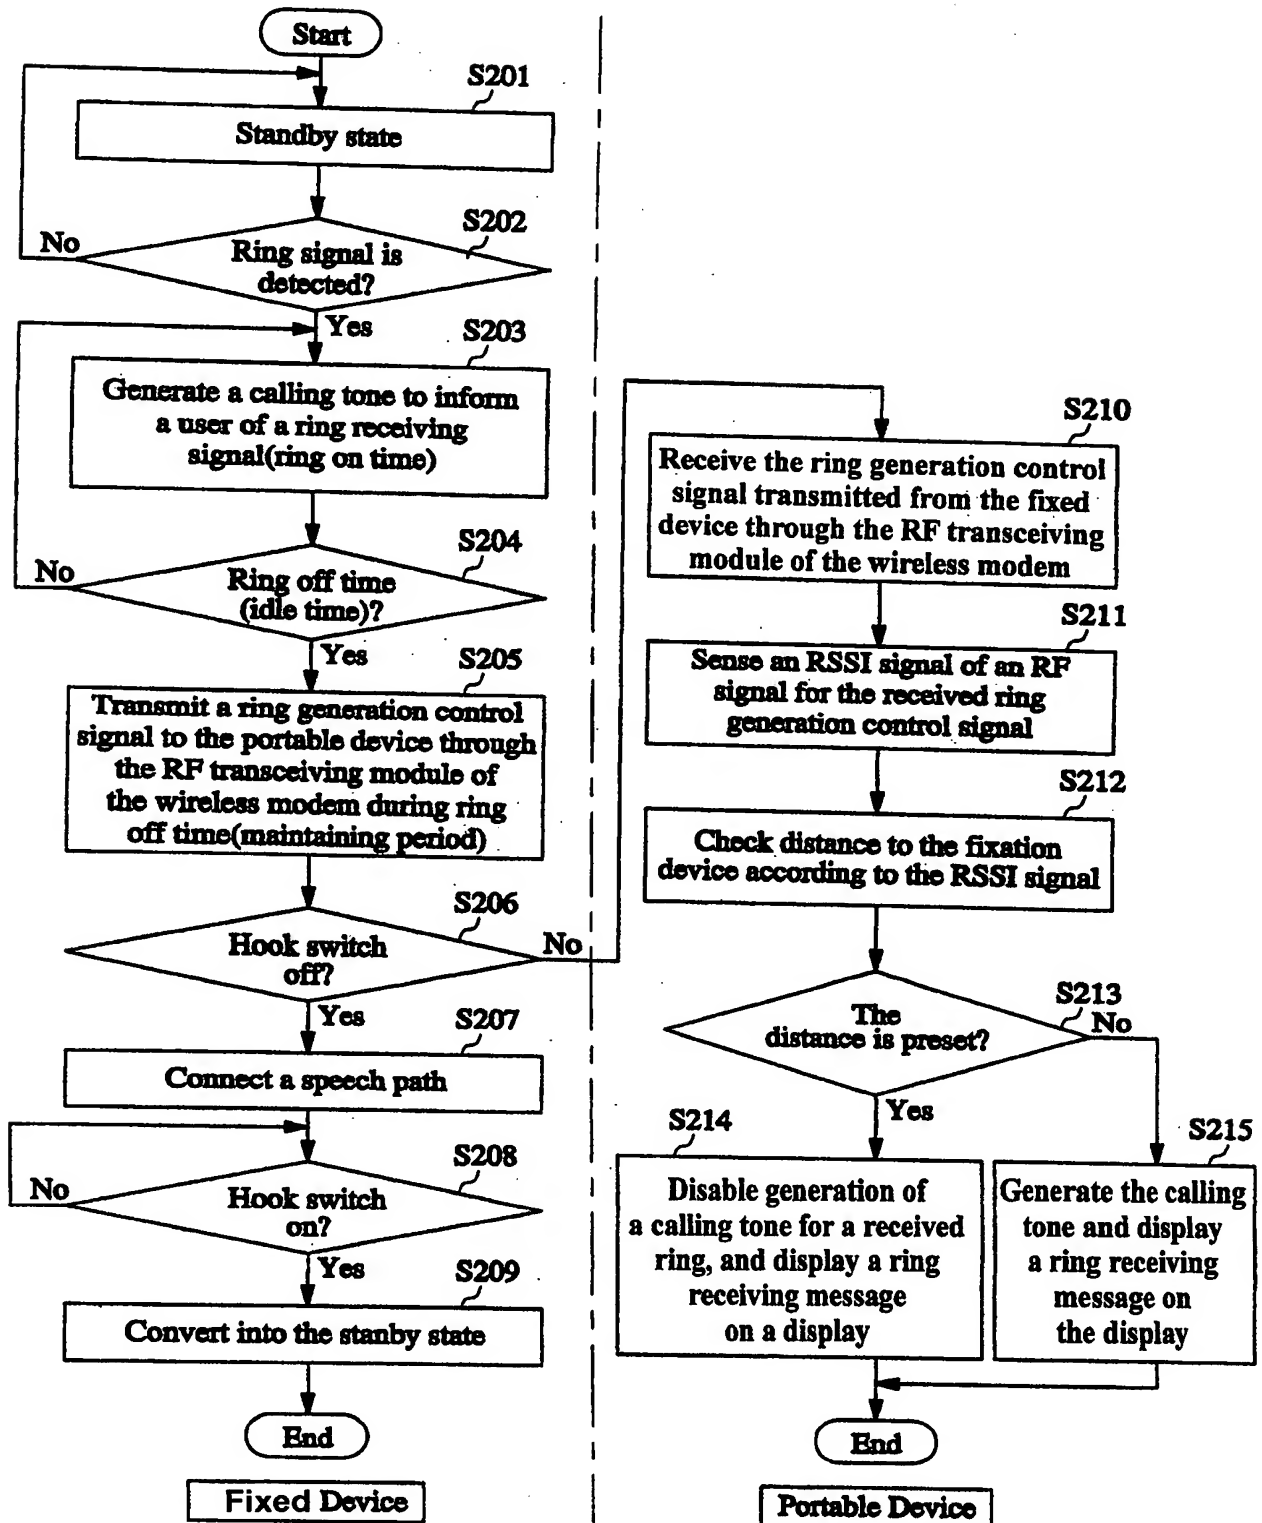 Start
S201
Standby state
S202
No
Ring signal is
detected?
Yes
S203
Generate a calling tone to inform
a user of a ring receiving
signal(ring on time)
S204
No
Ring off time
(idle time)?
Yes
S205
Transmit a ring generation control
signal to the portable device through
the RF transceiving module of
the wireless modem during ring
off time(maintaining period)
S206
Hook switch
off?
No
Yes
S207
Connect a speech path
S208
No
Hook switch
on?
Yes
S209
Convert into the stanby state
End
Fixed Device
S210
Receive the ring generation control
signal transmitted from the fixed
device through the RF transceiving
module of the wireless modem
S211
Sense an RSSI signal of an RF
signal for the received ring
generation control signal
S212
Check distance to the fixation
device according to the RSSI signal
S213
The
distance is preset?
No
Yes
S214
Disable generation of
a calling tone for a received
ring, and display a ring
receiving message
on a display
S215
Generate the calling
tone and display
a ring receiving
message on
the display
End
Portable Device